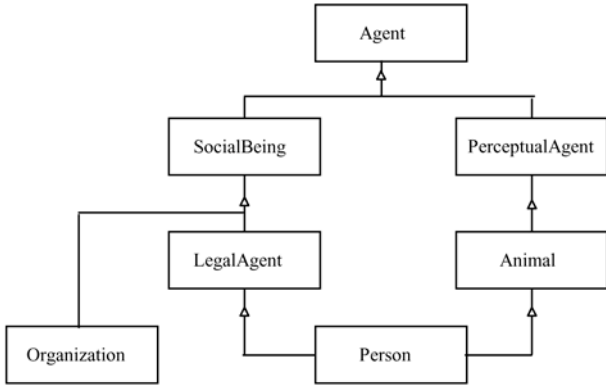 Agent
SocialBeing
PerceptualAgent
LegalAgent
Animal
Organization
Person